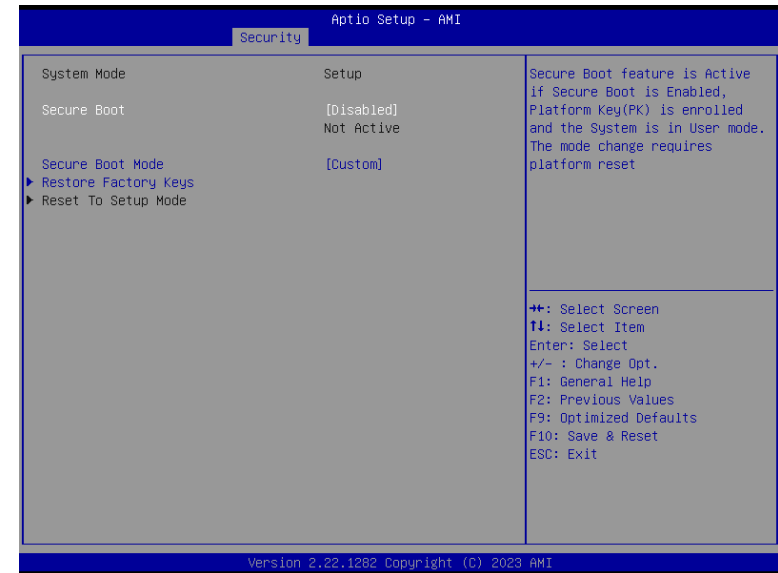 Aptio Setup - AMI
Security
System Mode Setup
Secure Boot [Disabled]
Not Active
Secure Boot Mode [Custom]
Restore Factory Keys
Reset To Setup Mode
Secure Boot feature is Active
if Secure Boot is Enabled,
Platform Key(PK) is enrolled
and the System is in User mode.
The mode change requires
platform reset
→←: Select Screen
↑↓: Select Item
Enter: Select
+/- : Change Opt.
F1: General Help
F2: Previous Values
F9: Optimized Defaults
F10: Save & Reset
ESC: Exit
Version 2.22.1282 Copyright (C) 2023 AMI